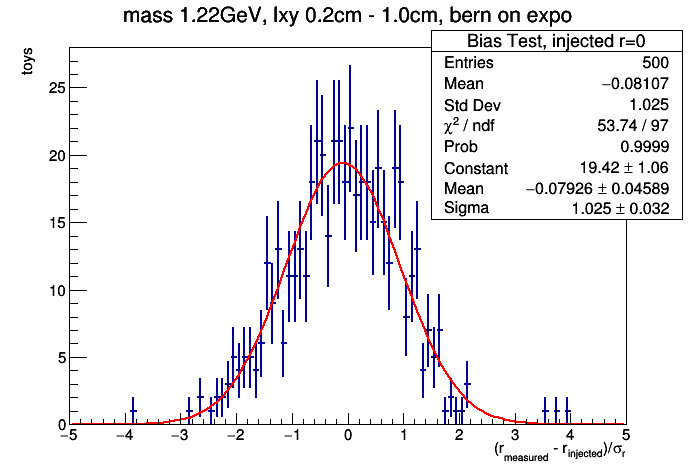 mass 1.22GeV, lxy 0.2cm - 1.0cm, bern on expo
toys
Bias Test, injected r=0
Entries 500
Mean −0.08107
Std Dev 1.025
χ² / ndf 53.74 / 97
Prob 0.9999
Constant 19.42 ± 1.06
Mean −0.07926 ± 0.04589
Sigma 1.025 ± 0.032
25
20
15
10
5
0
−5 −4 −3 −2 −1 0 1 2 3 4 5
(r_measured - r_injected)/σ_r